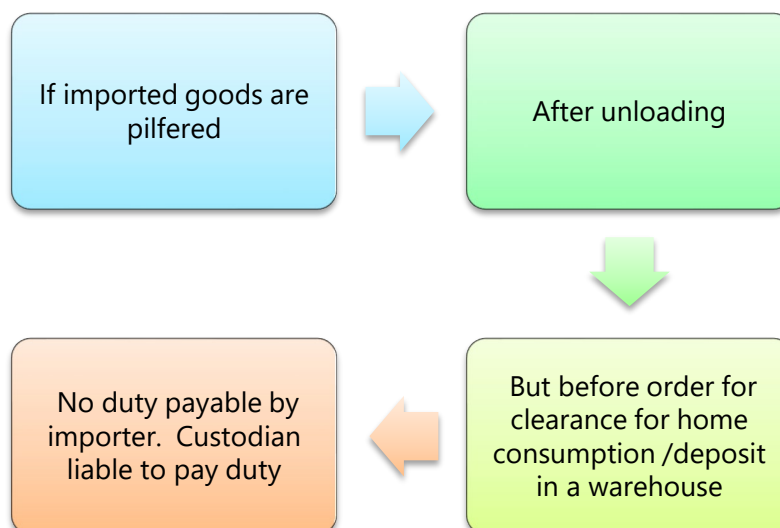 If imported goods are
pilfered
After unloading
But before order for
clearance for home
consumption /deposit
in a warehouse
No duty payable by
importer. Custodian
liable to pay duty